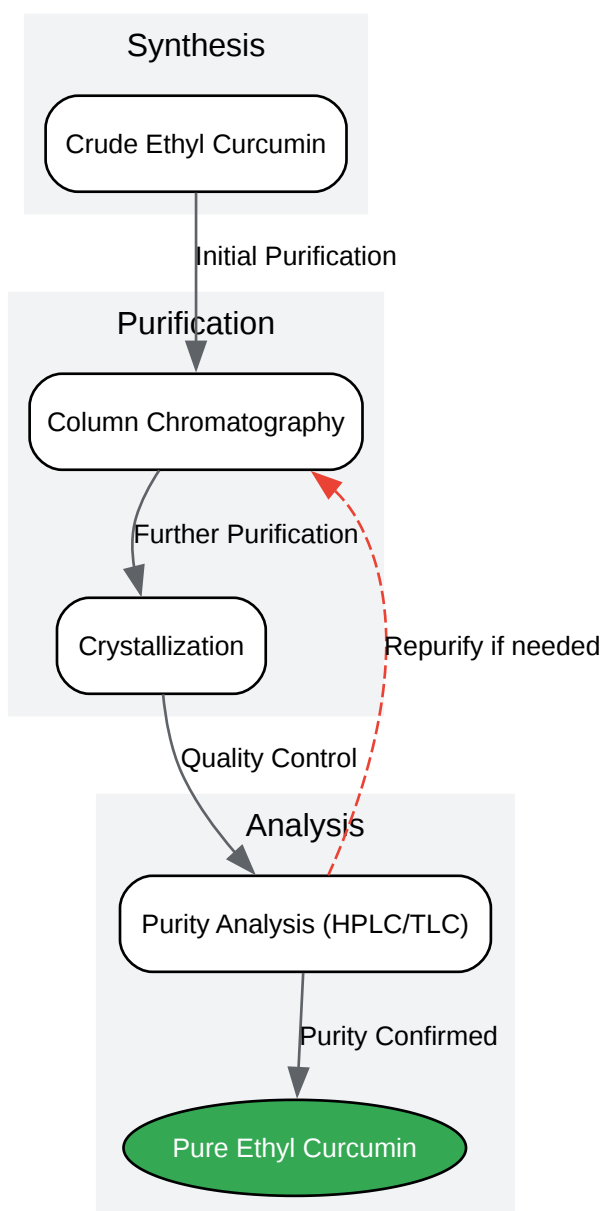 Synthesis
Crude Ethyl Curcumin
Initial Purification
Purification
Column Chromatography
Further Purification
Crystallization
Repurify if needed
Quality Control
Analysis
Purity Analysis (HPLC/TLC)
Purity Confirmed
Pure Ethyl Curcumin